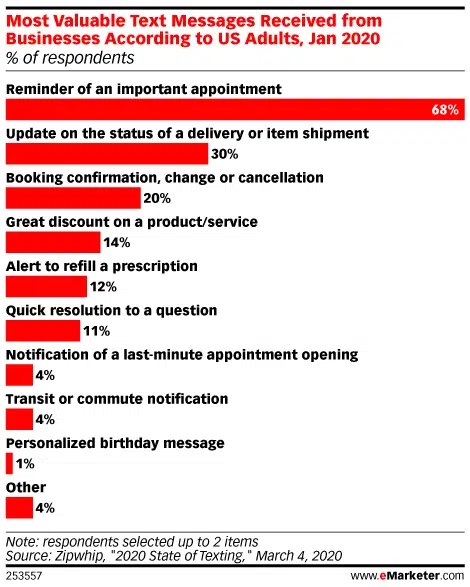 Most Valuable Text Messages Received from
Businesses According to US Adults, Jan 2020
% of respondents
Reminder of an important appointment
68%
Update on the status of a delivery or item shipment
30%
Booking confirmation, change or cancellation
20%
Great discount on a product/service
14%
Alert to refill a prescription
12%
Quick resolution to a question
11%
Notification of a last-minute appointment opening
4%
Transit or commute notification
4%
Personalized birthday message
1%
Other
4%
Note: respondents selected up to 2 items
Source: Zipwhip, "2020 State of Texting," March 4, 2020
253557 www.eMarketer.com